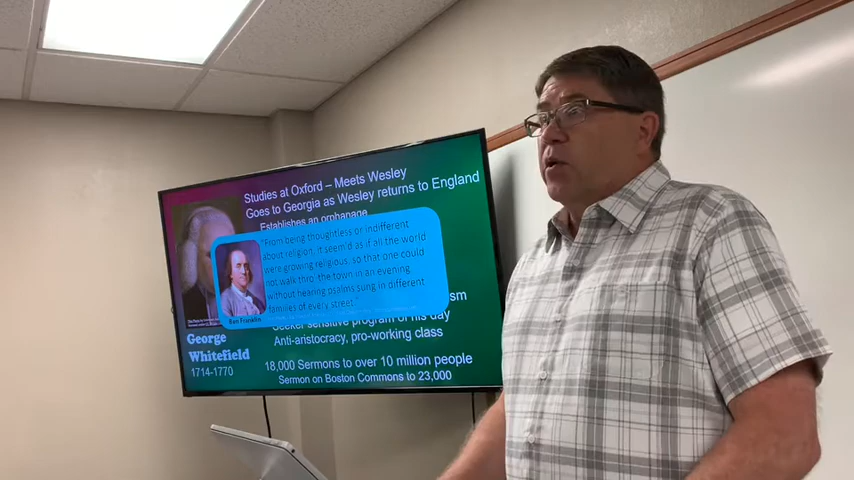 Studies at Oxford – Meets Wesley
Goes to Georgia as Wesley returns to England
Establishes an orphanage
"From being thoughtless or indifferent
about religion, it seem'd as if all the world
were growing religious, so that one could
not walk thro' the town in an evening
without hearing psalms sung in different
families of every street."
Ben Franklin
sm
Seeker sensitive program of his day
Anti-aristocracy, pro-working class
George
Whitefield
1714-1770
18,000 Sermons to over 10 million people
Sermon on Boston Commons to 23,000